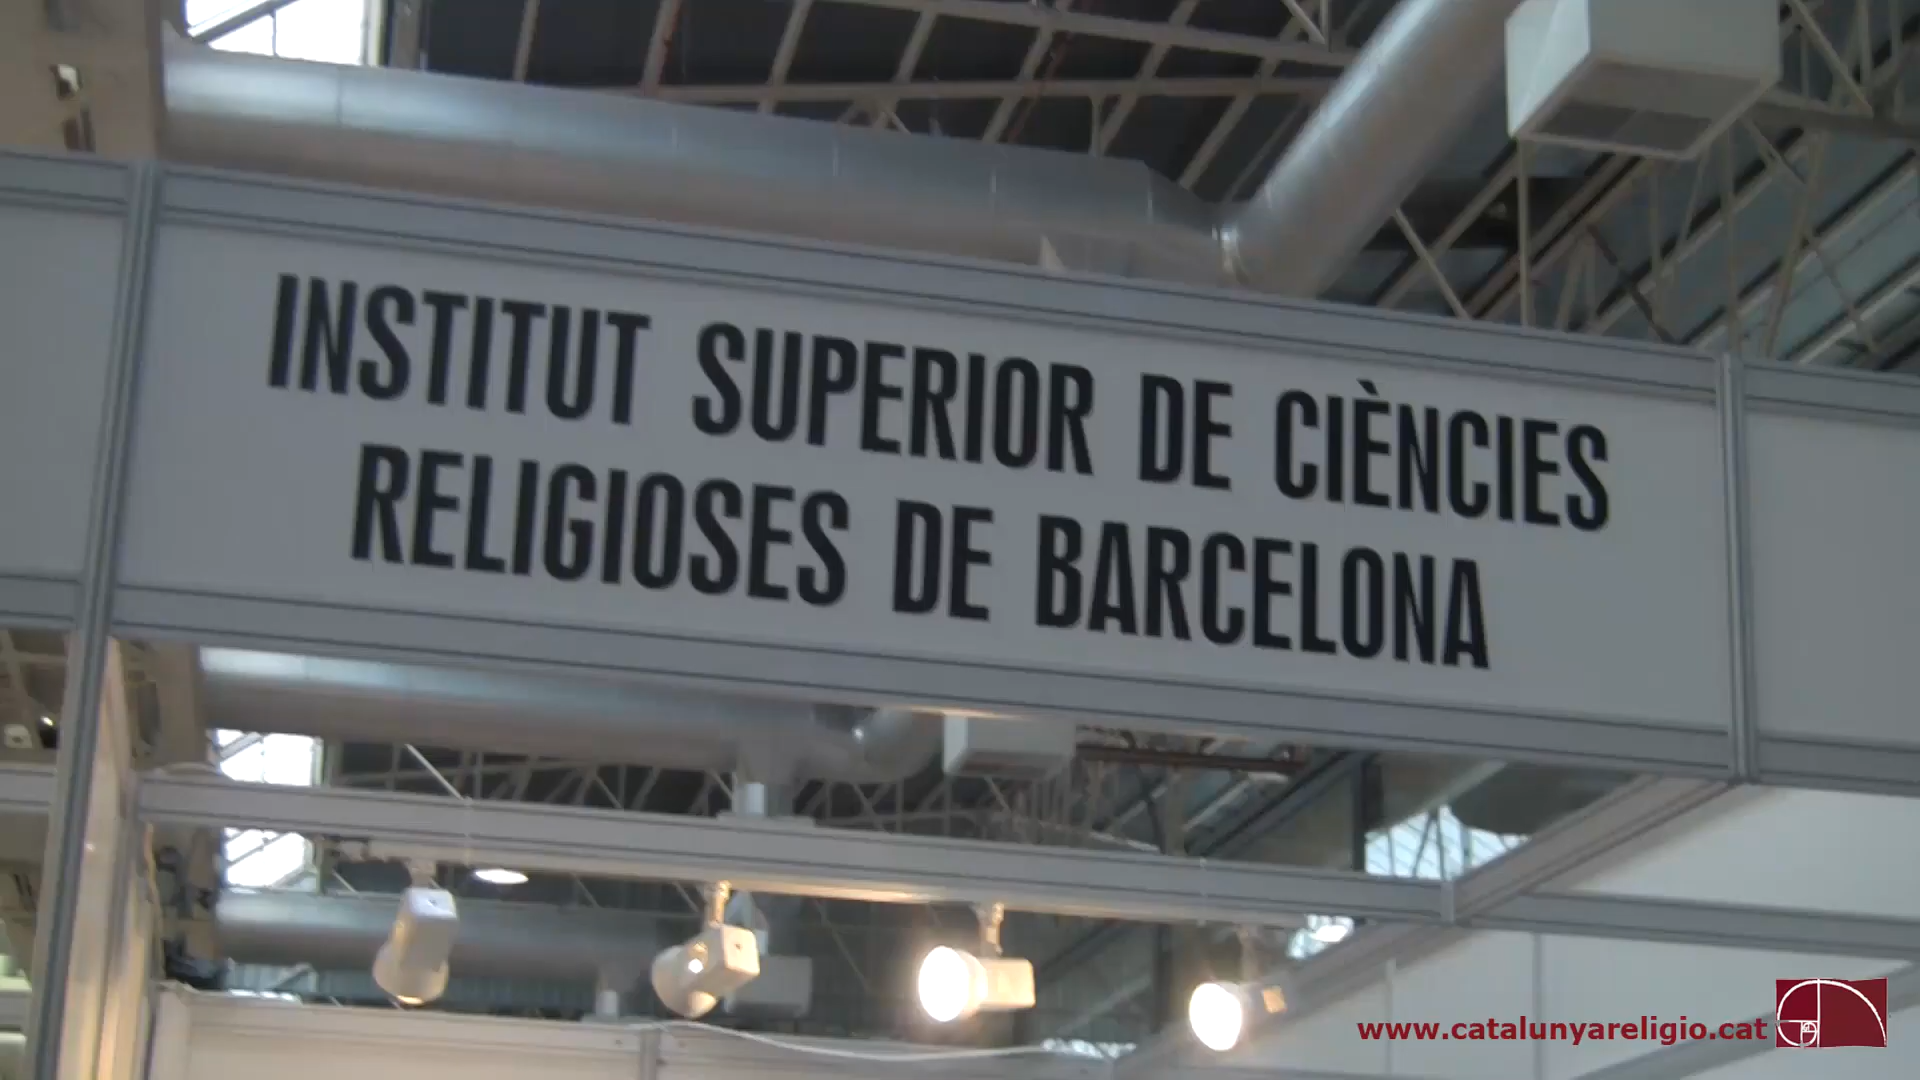 INSTITUT SUPERIOR DE CIÈNCIES
RELIGIOSES DE BARCELONA
www.catalunyareligio.cat